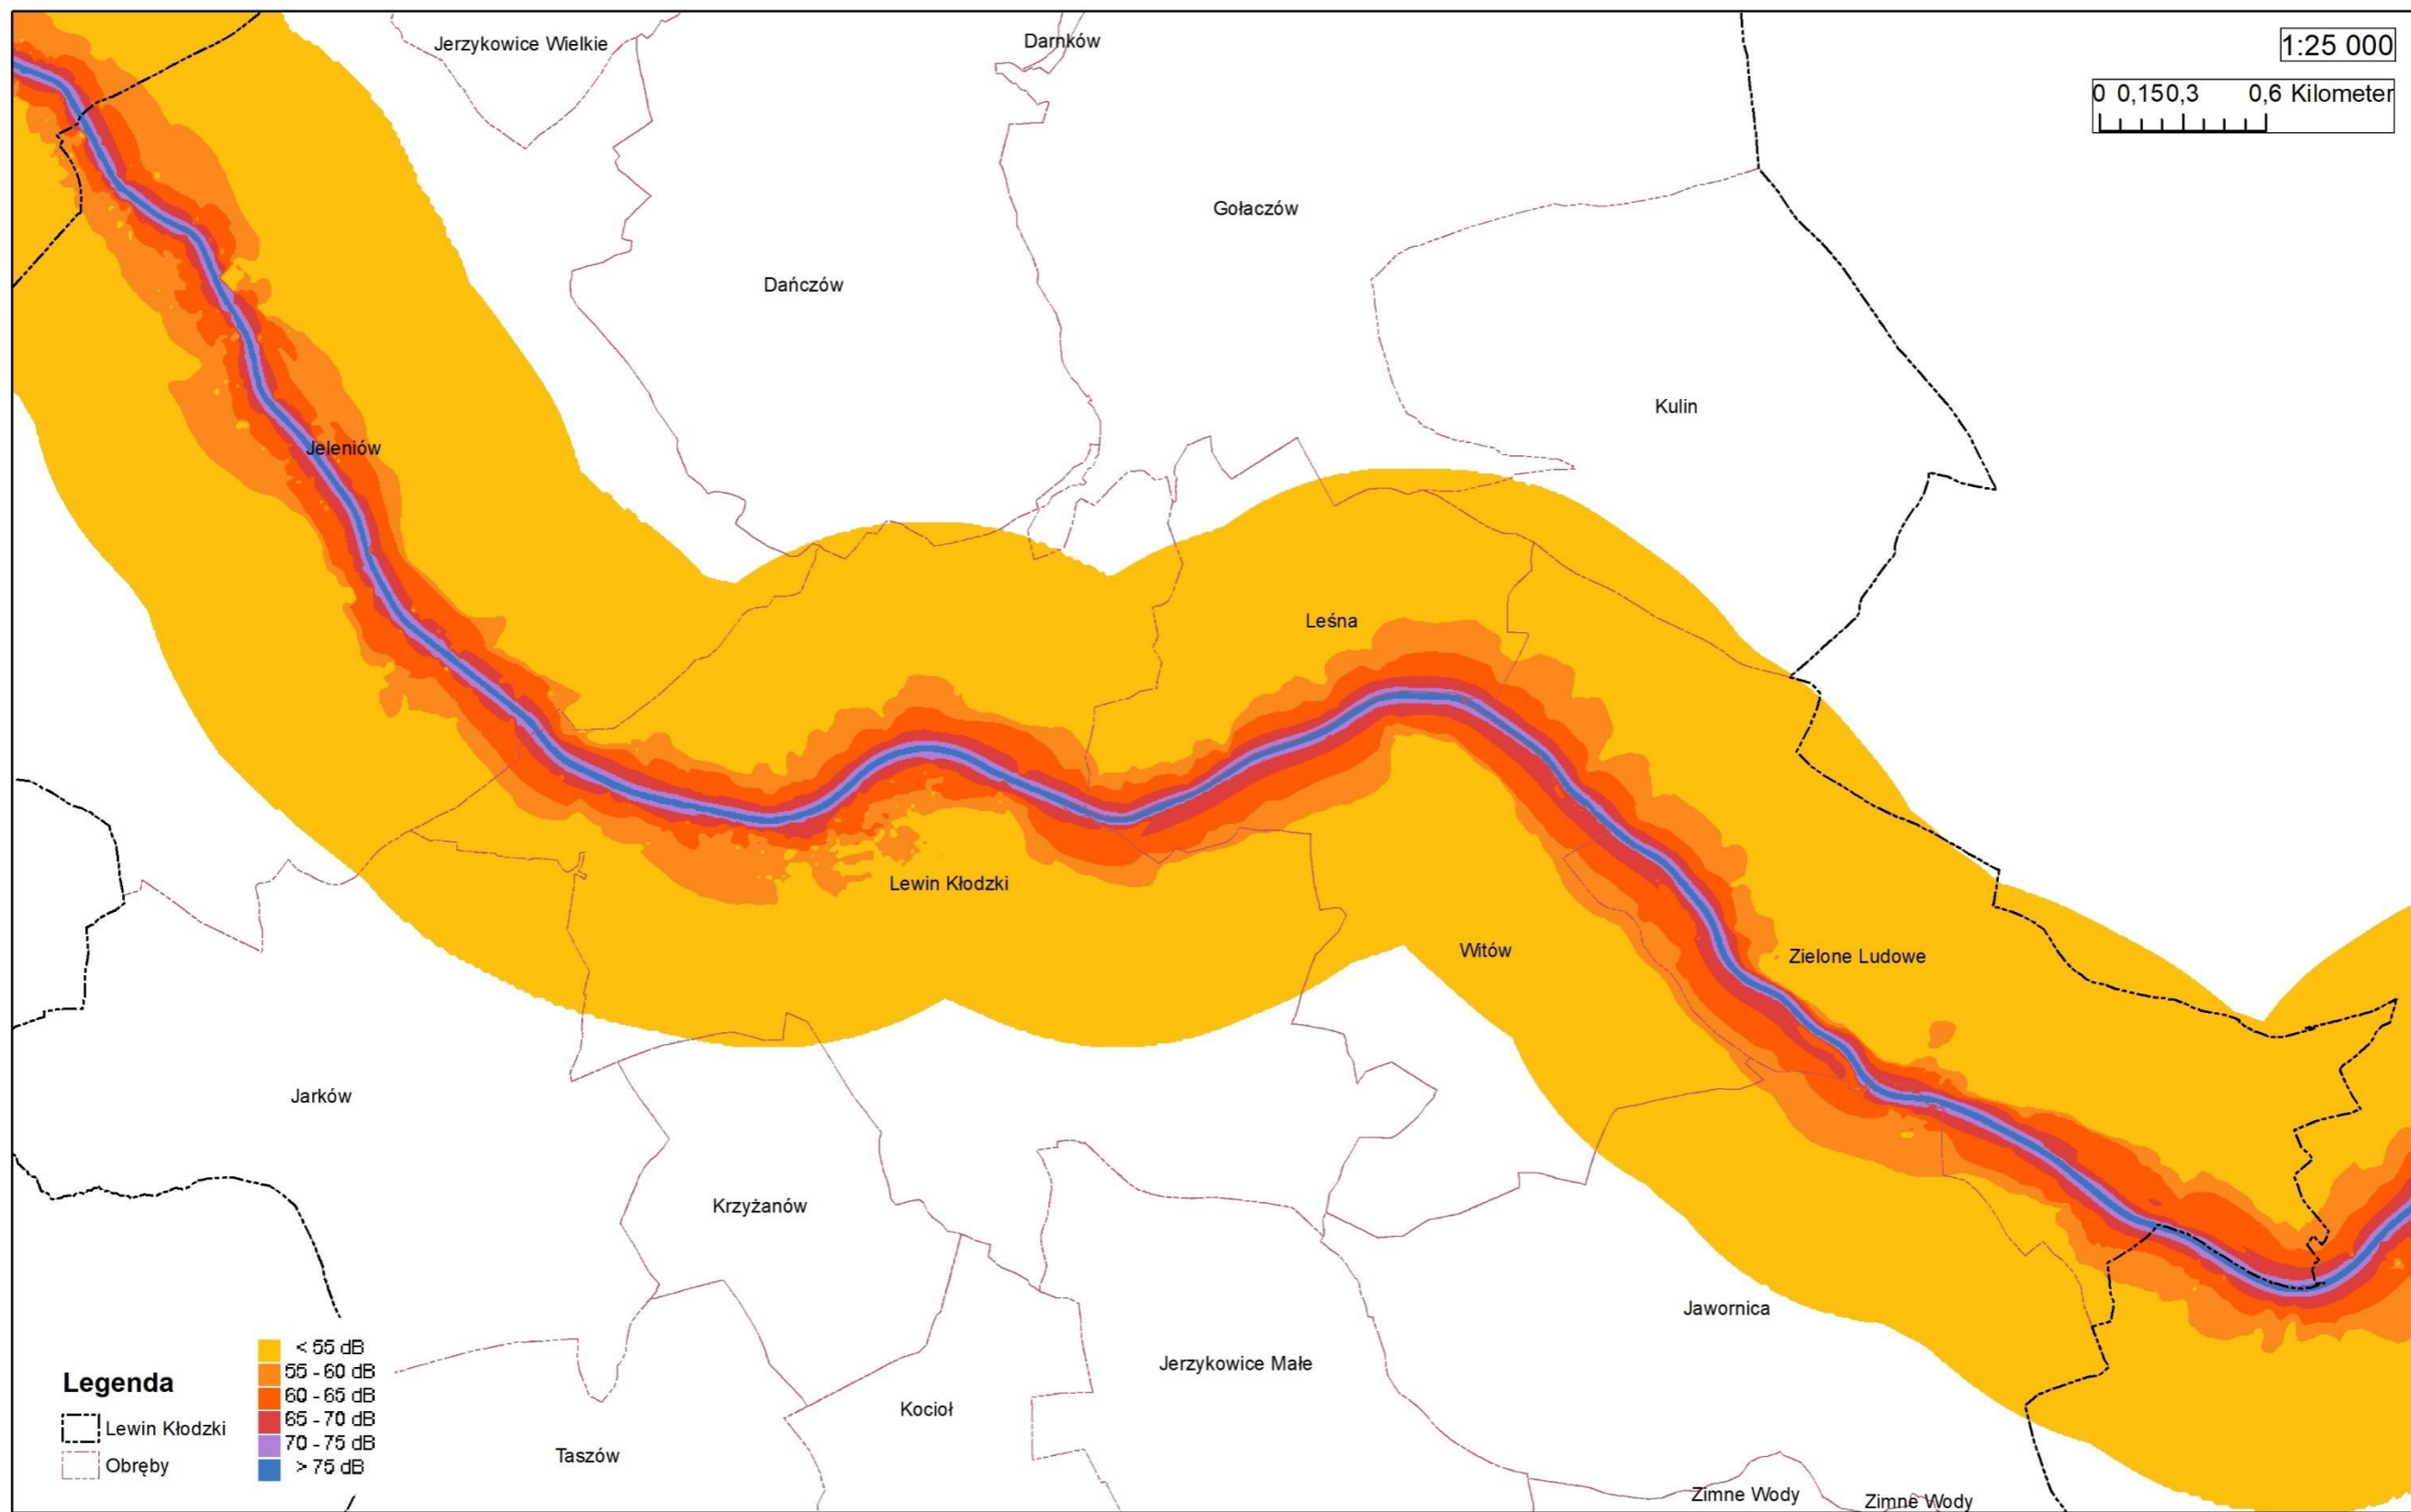 Jerzykowice Wielkie
Darnków
1:25 000
0 0,15 0,3 0,6 Kilometer
Gołaczów
Dańczów
Kulin
Jeleniów
Leśna
Lewin Kłodzki
Witów
Zielone Ludowe
Jarków
Krzyżanów
Jawornica
Jerzykowice Małe
Kocioł
Taszów
Zimne Wody
Zimne Wody
Legenda
Lewin Kłodzki
Obręby
< 55 dB
55 - 60 dB
60 - 65 dB
65 - 70 dB
70 - 75 dB
> 75 dB